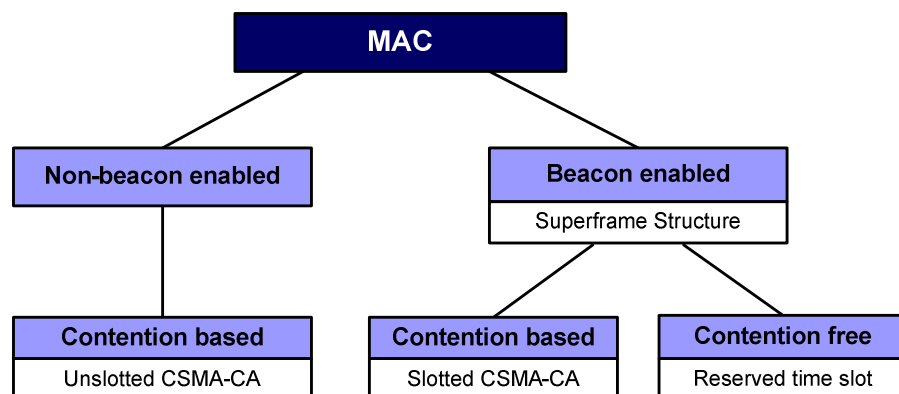 MAC
Non-beacon enabled
Beacon enabled
Superframe Structure
Contention based
Unslotted CSMA-CA
Contention based
Slotted CSMA-CA
Contention free
Reserved time slot